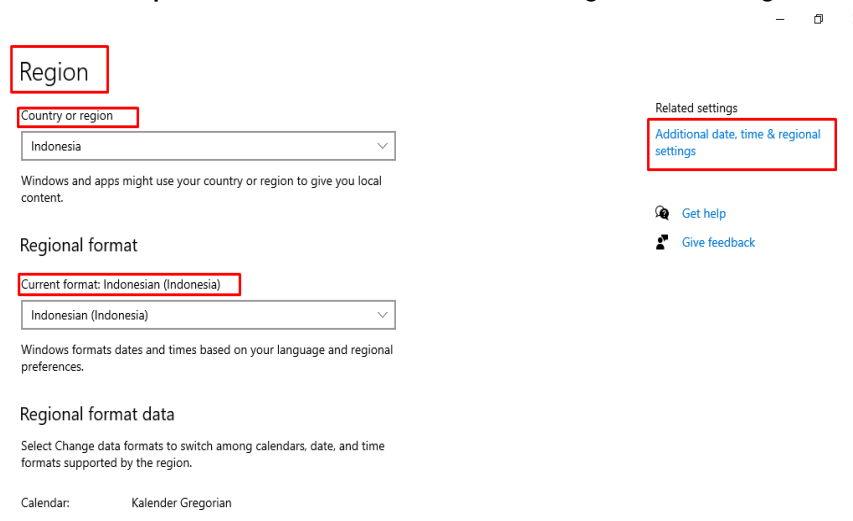 Region
Country or region
Indonesia
Windows and apps might use your country or region to give you local
content.
Regional format
Current format: Indonesian (Indonesia)
Indonesian (Indonesia)
Windows formats dates and times based on your language and regional
preferences.
Regional format data
Select Change data formats to switch among calendars, date, and time
formats supported by the region.
Calendar: Kalender Gregorian
Related settings
Additional date, time & regional
settings
Get help
Give feedback